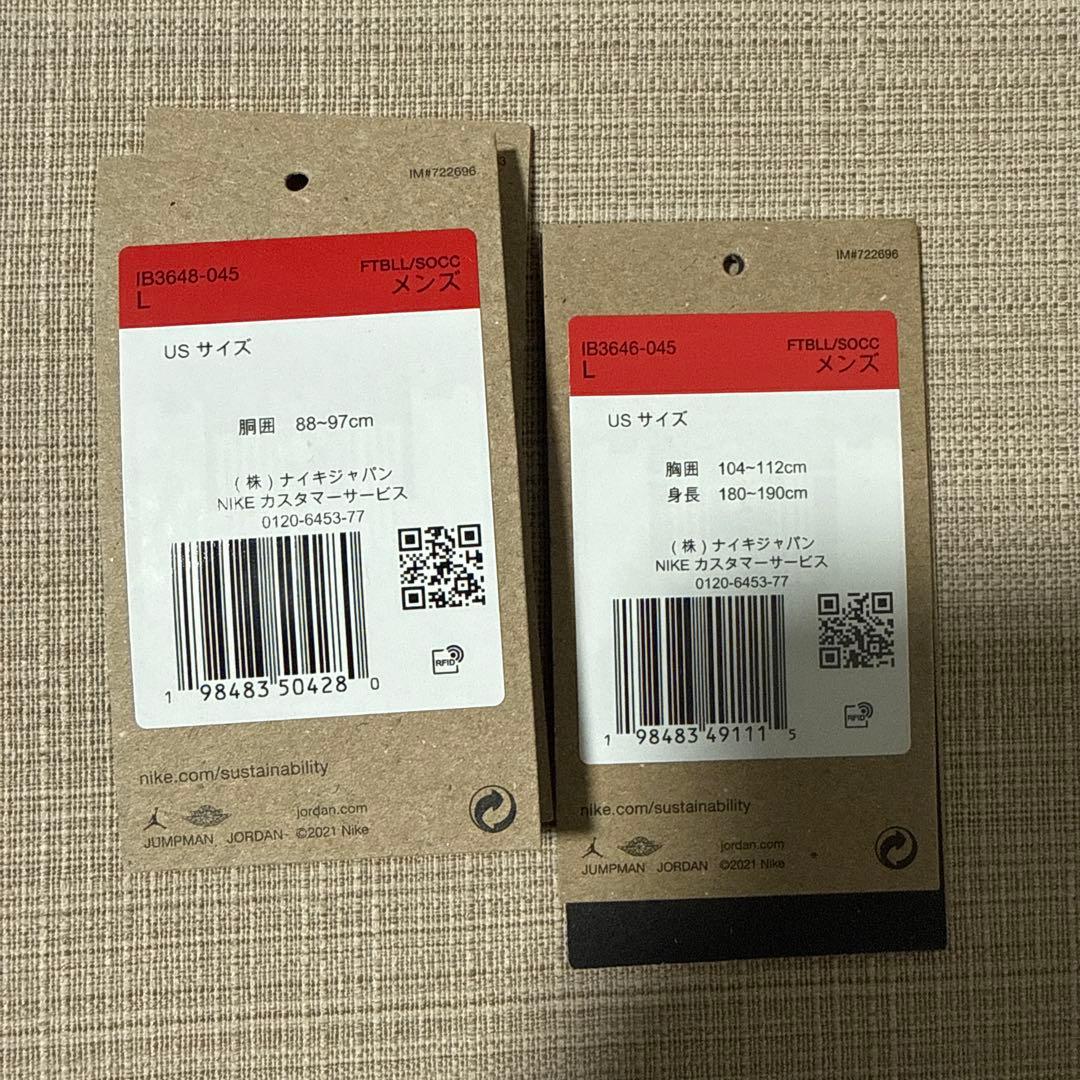 IM#722696
IB3648-045
FTBLL/SOCC
L
メンズ
US サイズ
胴囲 88~97cm
(株)ナイキジャパン
NIKE カスタマーサービス
0120-6453-77
RFID
1 98483 50428 0
nike.com/sustainability
jordan.com
JUMPMAN JORDAN ©2021 Nike
3
IM#722696
IB3646-045
FTBLL/SOCC
L
メンズ
US サイズ
胸囲 104~112cm
身長 180~190cm
(株)ナイキジャパン
NIKE カスタマーサービス
0120-6453-77
RFID
1 98483 49111 5
nike.com/sustainability
jordan.com
JUMPMAN JORDAN ©2021 Nike